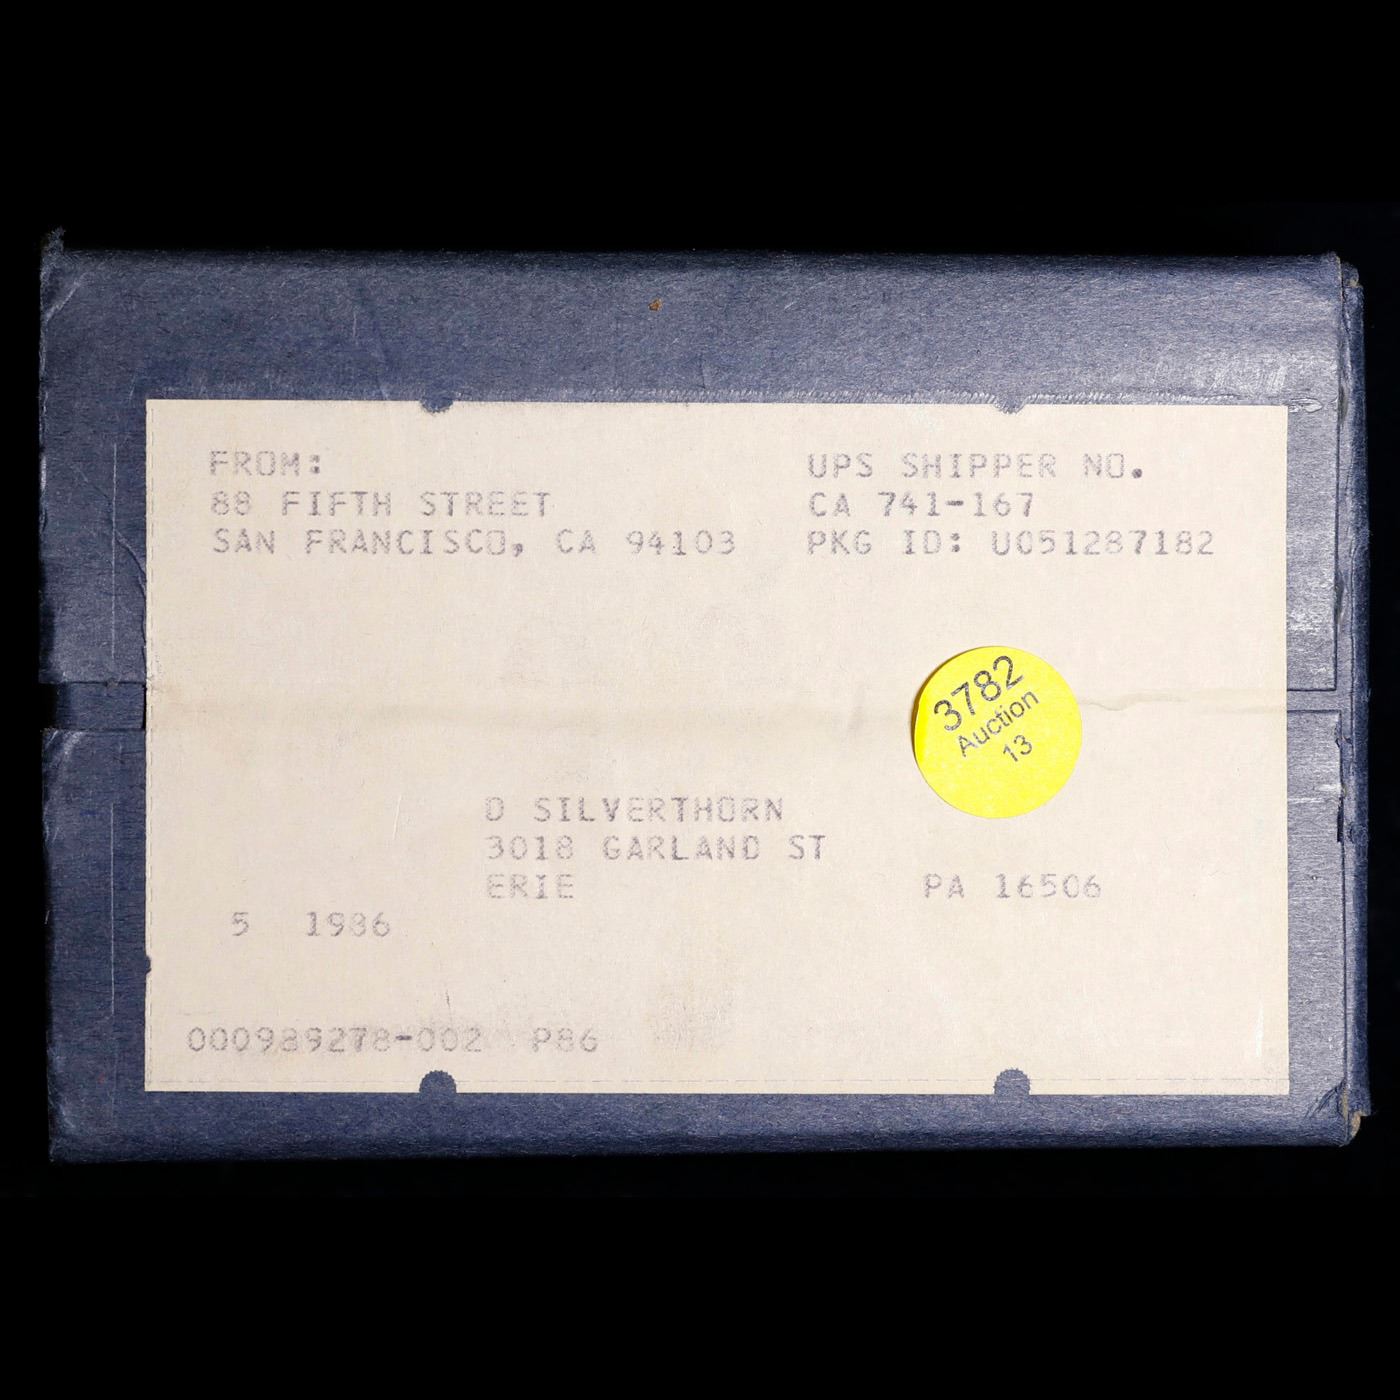 FROM:
88 FIFTH STREET
SAN FRANCISCO, CA 94103
UPS SHIPPER NO.
CA 741-167
PKG ID: U051287182
3782
Auction
13
D SILVERTHORN
3018 GARLAND ST
ERIE PA 16506
5 1986
000989278-002 P86